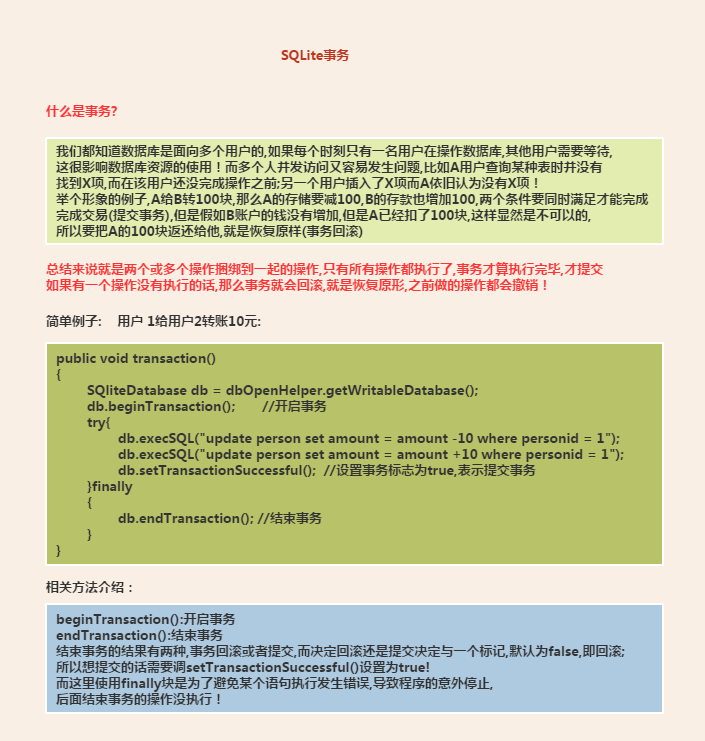 SQLite事务
什么是事务?
我们都知道数据库是面向多个用户的,如果每个时刻只有一名用户在操作数据库,其他用户需要等待,
这很影响数据库资源的使用！而多个人并发访问又容易发生问题,比如A用户查询某种表时并没有
找到X项,而在该用户还没完成操作之前;另一个用户插入了X项而A依旧认为没有X项！
举个形象的例子,A给B转100块,那么A的存储要减100,B的存款也增加100,两个条件要同时满足才能完成
完成交易(提交事务),但是假如B账户的钱没有增加,但是A已经扣了100块,这样显然是不可以的,
所以要把A的100块返还给他,就是恢复原样(事务回滚)
总结来说就是两个或多个操作捆绑到一起的操作,只有所有操作都执行了,事务才算执行完毕,才提交
如果有一个操作没有执行的话,那么事务就会回滚,就是恢复原形,之前做的操作都会撤销！
简单例子: 用户 1给用户2转账10元:
public void transaction()
{
SQliteDatabase db = dbOpenHelper.getWritableDatabase();
db.beginTransaction(); //开启事务
try{
db.execSQL("update person set amount = amount -10 where personid = 1");
db.execSQL("update person set amount = amount +10 where personid = 1");
db.setTransactionSuccessful(); //设置事务标志为true,表示提交事务
}finally
{
db.endTransaction(); //结束事务
}
}
相关方法介绍：
beginTransaction():开启事务
endTransaction():结束事务
结束事务的结果有两种,事务回滚或者提交,而决定回滚还是提交决定与一个标记,默认为false,即回滚;
所以想提交的话需要调setTransactionSuccessful()设置为true!
而这里使用finally块是为了避免某个语句执行发生错误,导致程序的意外停止,
后面结束事务的操作没执行！